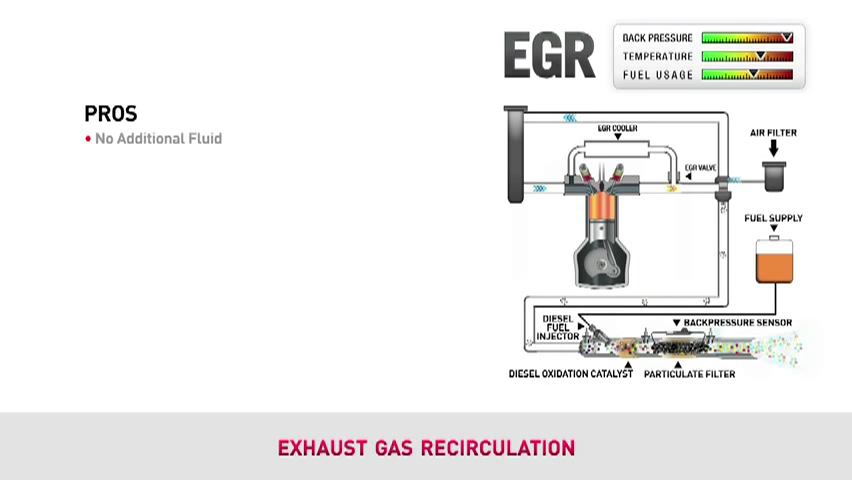 EGR
BACK PRESSURE
TEMPERATURE
FUEL USAGE
PROS
• No Additional Fluid
EGR COOLER
AIR FILTER
EGR VALVE
FUEL SUPPLY
DIESEL
FUEL
INJECTOR
BACKPRESSURE SENSOR
DIESEL OXIDATION CATALYST
PARTICULATE FILTER
EXHAUST GAS RECIRCULATION